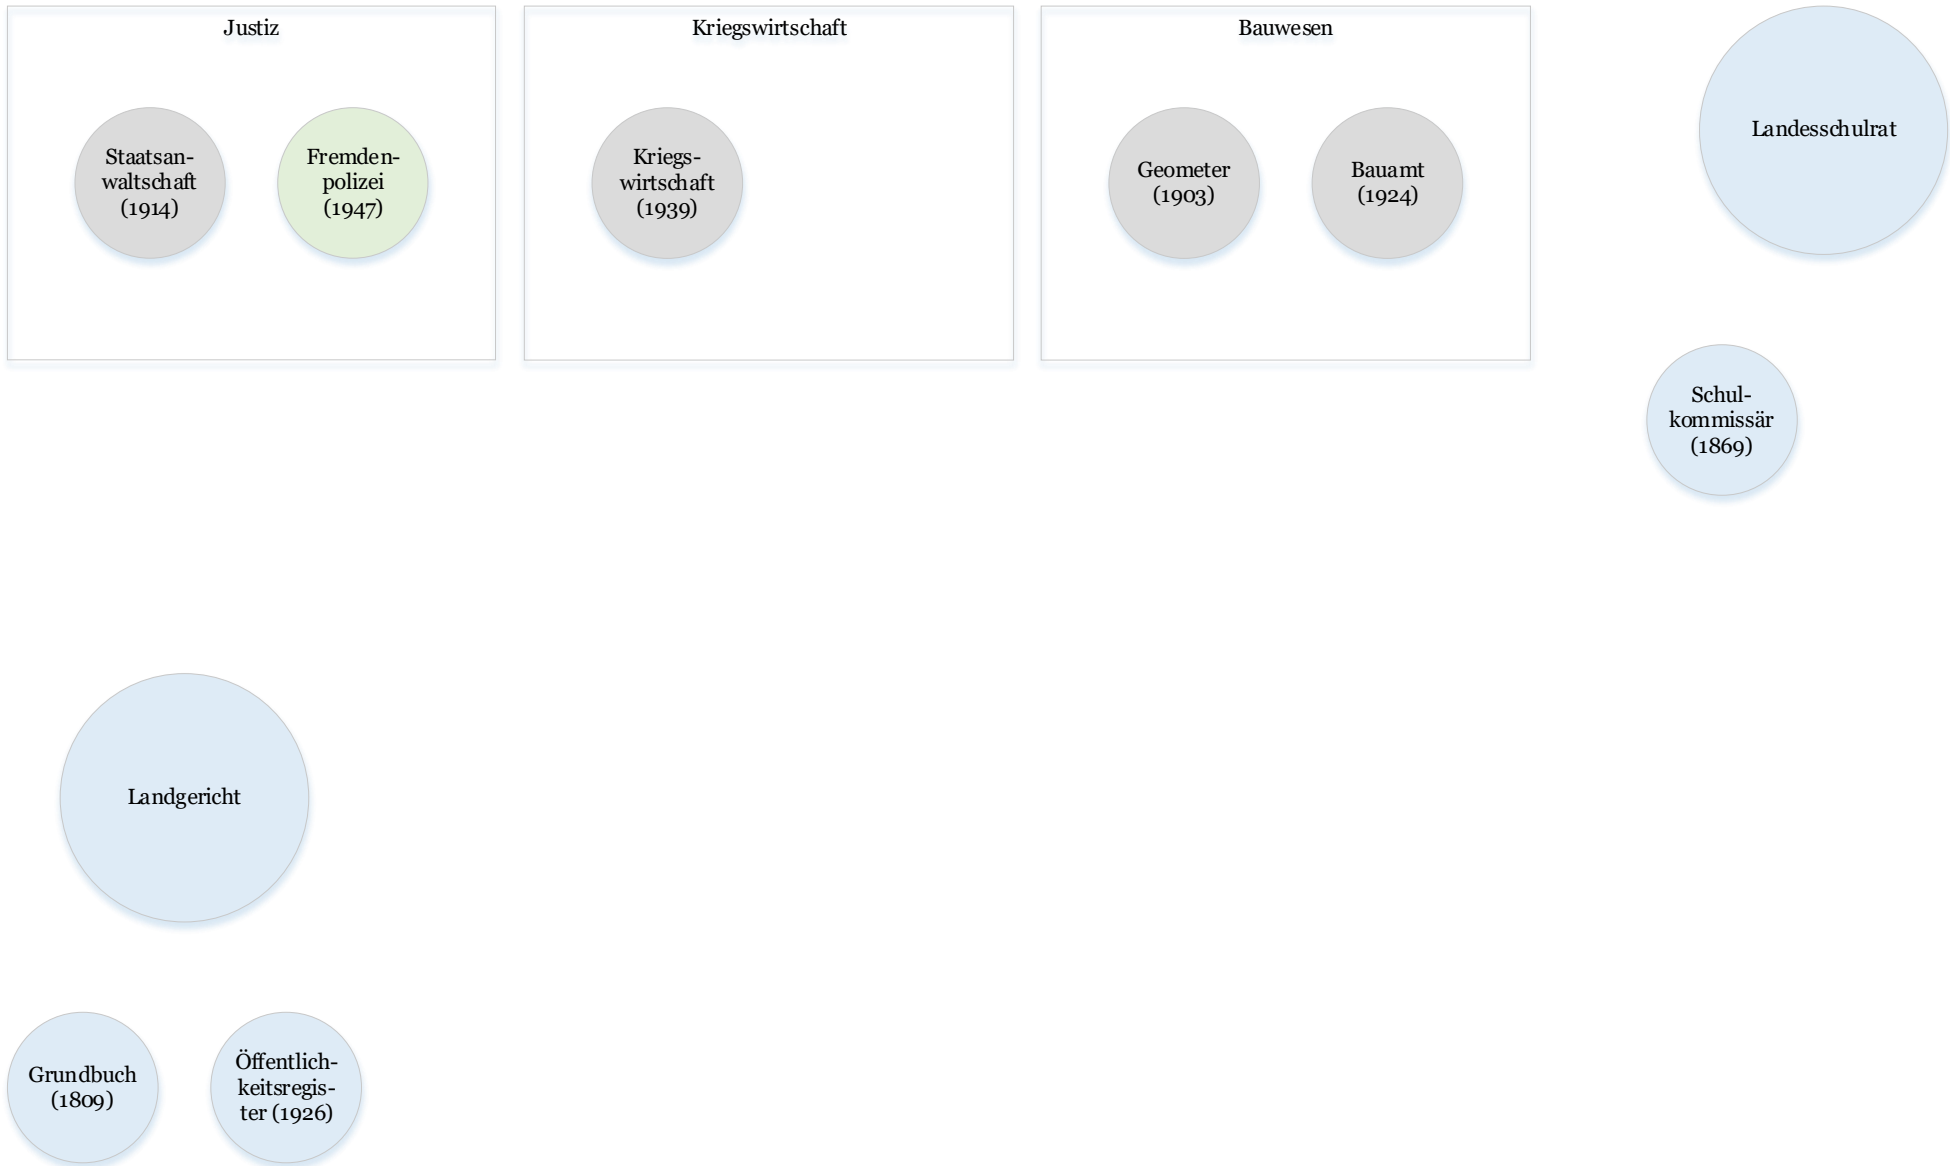 Justiz
Staatsan-
waltschaft
(1914)
Fremden-
polizei
(1947)
Kriegswirtschaft
Kriegs-
wirtschaft
(1939)
Bauwesen
Geometer
(1903)
Bauamt
(1924)
Landesschulrat
Schul-
kommissär
(1869)
Landgericht
Grundbuch
(1809)
Öffentlich-
keitsregis-
ter (1926)